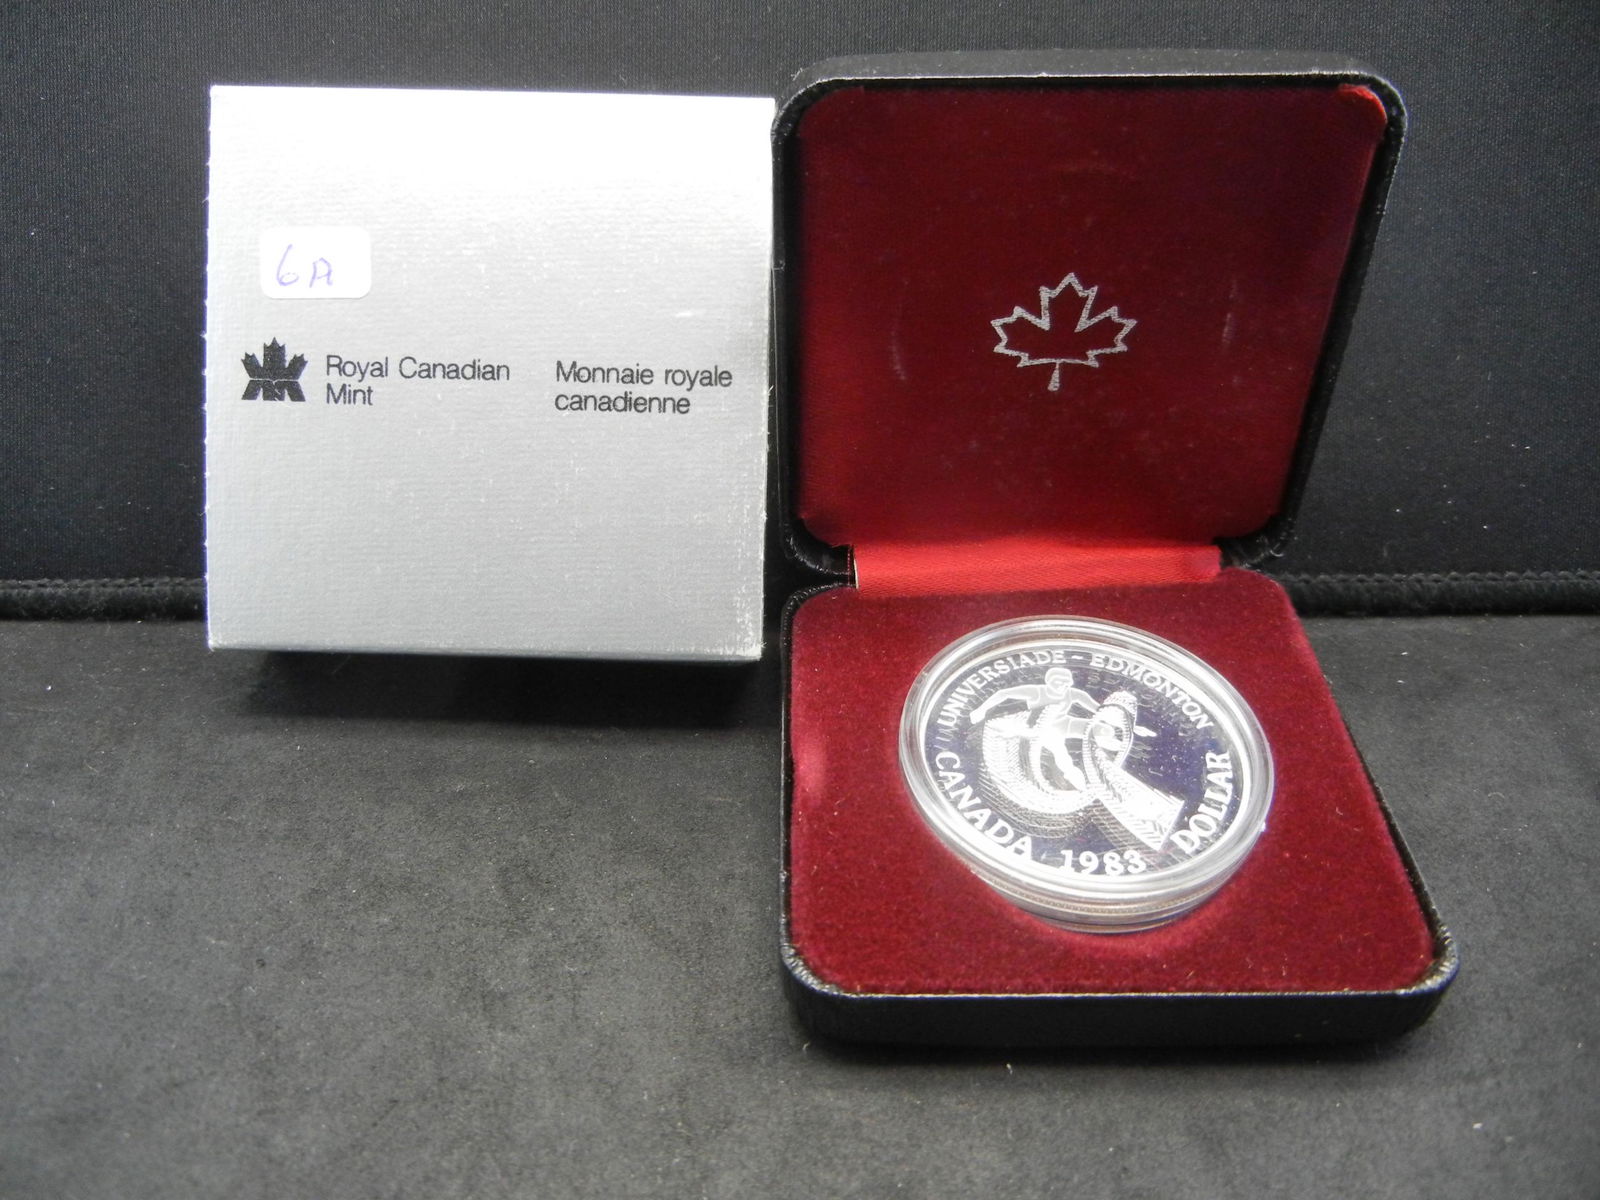 6A
Royal Canadian
Mint
Monnaie royale
canadienne
UNIVERSIADE - EDMONTON
CANADA 1983 DOLLAR